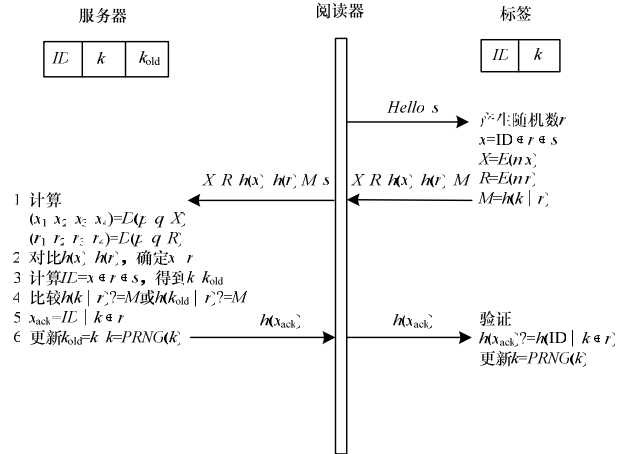 服务器
阅读器
标签
ID k k_old
ID k
Hello s
产生随机数r
x=ID⊕r⊕s
X=E(n x)
R=E(n r)
M=h(k | r)
X R h(x) h(r) M s
X R h(x) h(r) M
1 计算
(x1 x2 x3 x4)=D(p q X)
(r1 r2 r3 r4)=D(p q R)
2 对比h(x) h(r)，确定x r
3 计算ID=x⊕r⊕s，得到k k_old
4 比较h(k | r)?=M或h(k_old | r)?=M
5 x_ack=ID | k⊕r
6 更新k_old=k k=PRNG(k)
h(x_ack)
h(x_ack)
验证
h(x_ack)?=h(ID | k⊕r)
更新k=PRNG(k)